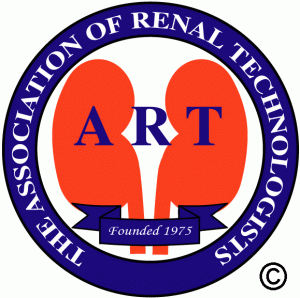 THE ASSOCIATION OF RENAL TECHNOLOGISTS
ART
Founded 1975
©